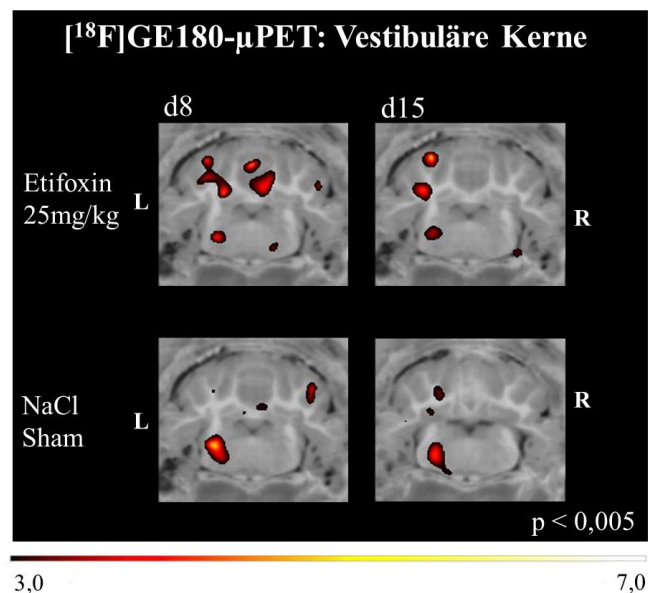 [¹⁸F]GE180-µPET: Vestibuläre Kerne
d8 d15
Etifoxin
25mg/kg
L
R
NaCl
Sham
L
R
p < 0,005
3,0 7,0